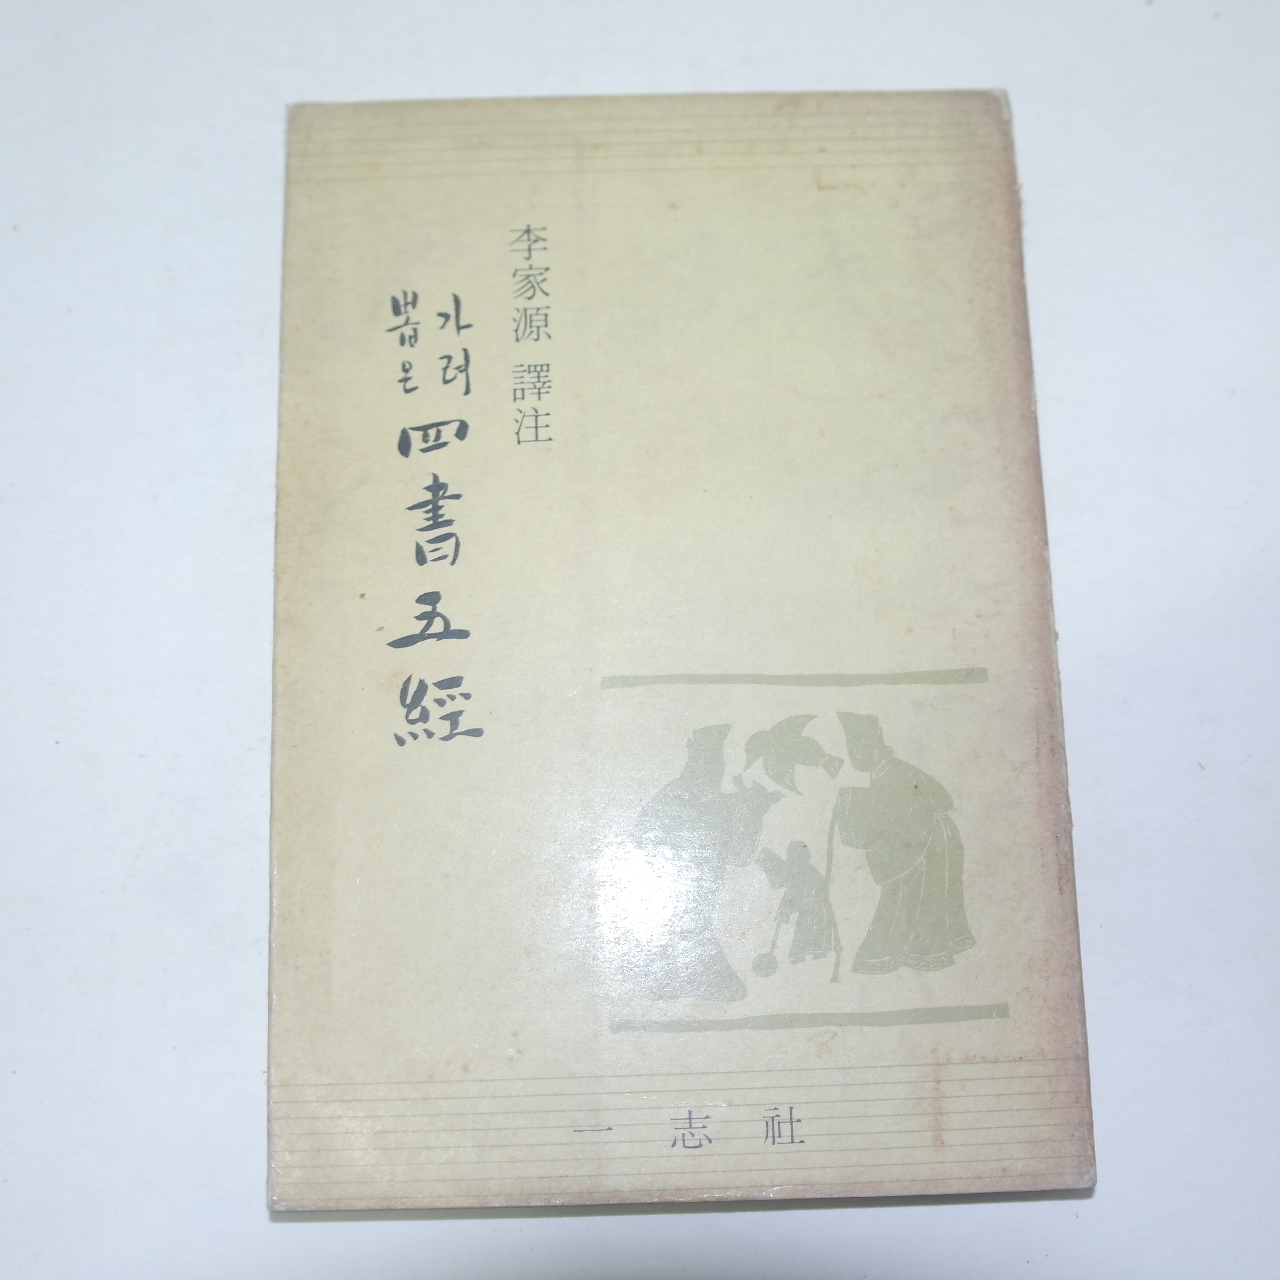 李家源 譯注
가려
뽑은
四書五經
一志社